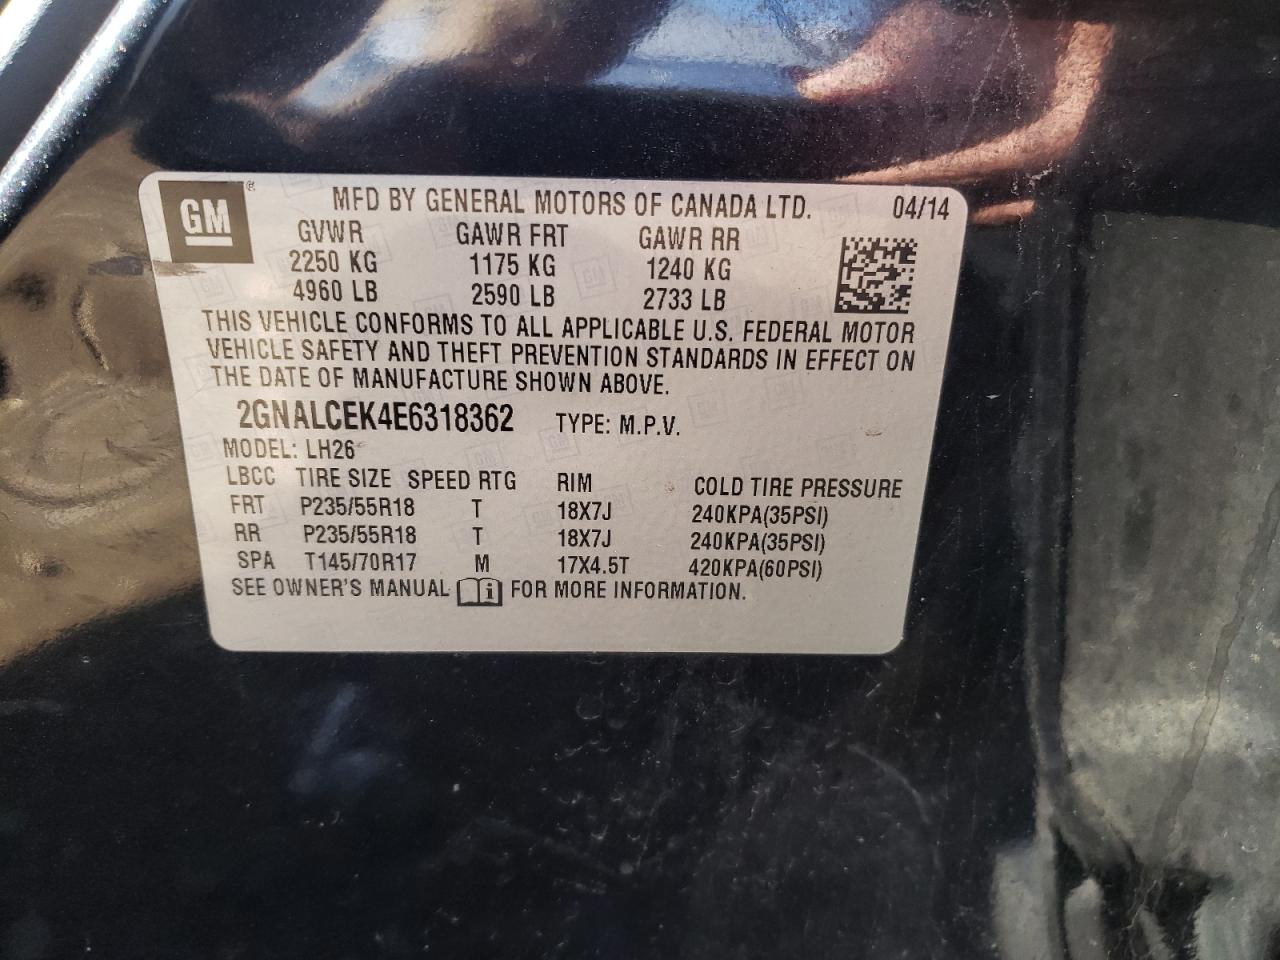 GM ® MFD BY GENERAL MOTORS OF CANADA LTD. 04/14
GVWR GAWR FRT GAWR RR
2250 KG 1175 KG 1240 KG
4960 LB 2590 LB 2733 LB
THIS VEHICLE CONFORMS TO ALL APPLICABLE U.S. FEDERAL MOTOR
VEHICLE SAFETY AND THEFT PREVENTION STANDARDS IN EFFECT ON
THE DATE OF MANUFACTURE SHOWN ABOVE.
2GNALCEK4E6318362 TYPE: M.P.V.
MODEL: LH26
LBCC TIRE SIZE SPEED RTG RIM COLD TIRE PRESSURE
FRT P235/55R18 T 18X7J 240KPA(35PSI)
RR P235/55R18 T 18X7J 240KPA(35PSI)
SPA T145/70R17 M 17X4.5T 420KPA(60PSI)
SEE OWNER'S MANUAL i FOR MORE INFORMATION.